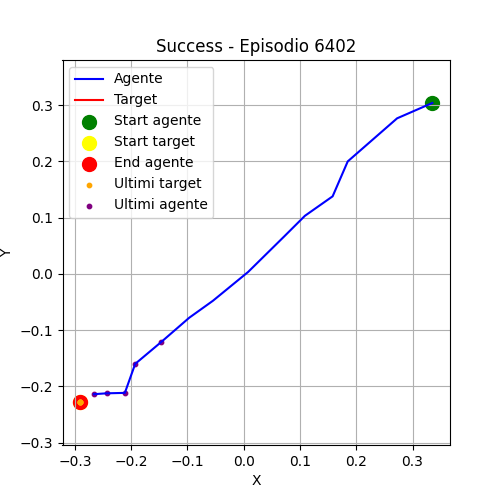 Success - Episodio 6402
Agente
Target
Start agente
Start target
End agente
Ultimi target
Ultimi agente
0.3
0.2
0.1
0.0
−0.1
−0.2
−0.3
Y
−0.3 −0.2 −0.1 0.0 0.1 0.2 0.3
X